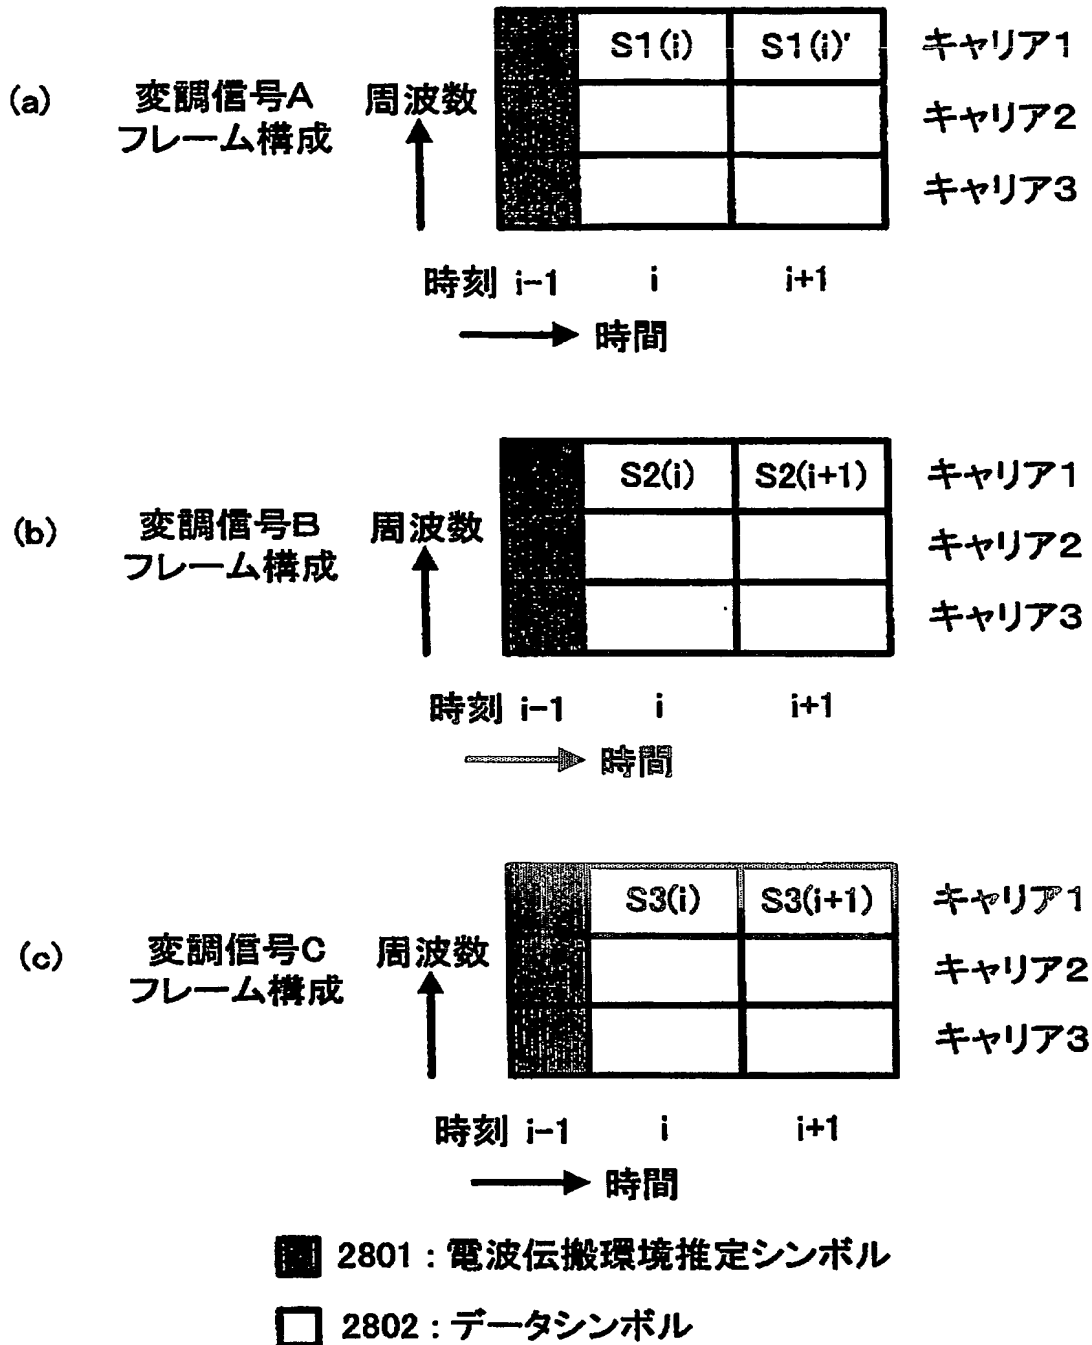 S1(i) S1(i)' キャリア1
(a) 変調信号A 周波数 キャリア2
フレーム構成
キャリア3
時刻 i-1 i i+1
時間
S2(i) S2(i+1) キャリア1
(b) 変調信号B 周波数 キャリア2
フレーム構成
キャリア3
時刻 i-1 i i+1
時間
S3(i) S3(i+1) キャリア1
(c) 変調信号C 周波数 キャリア2
フレーム構成
キャリア3
時刻 i-1 i i+1
時間
2801 : 電波伝搬環境推定シンボル
2802 : データシンボル